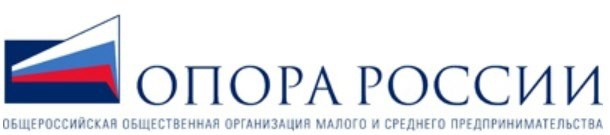 ОПОРА РОССИИ
ОБЩЕРОССИЙСКАЯ ОБЩЕСТВЕННАЯ ОРГАНИЗАЦИЯ МАЛОГО И СРЕДНЕГО ПРЕДПРИНИМАТЕЛЬСТВА